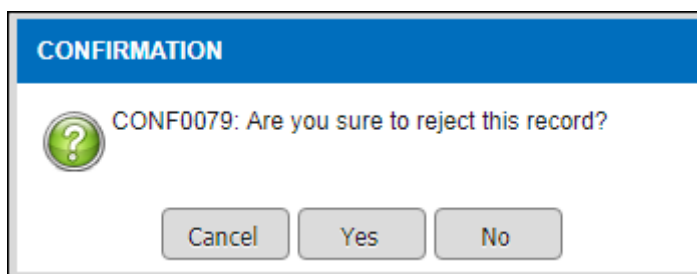 CONFIRMATION
CONF0079: Are you sure to reject this record?
Cancel Yes No